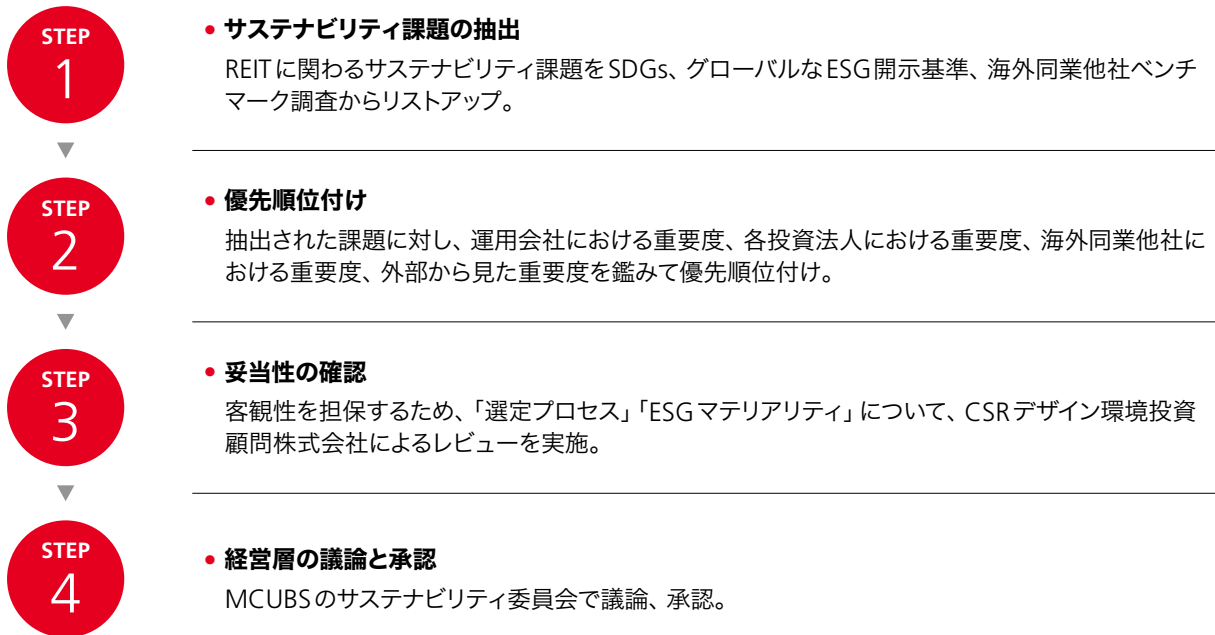 STEP
1
• サステナビリティ課題の抽出
REITに関わるサステナビリティ課題をSDGs、グローバルなESG開示基準、海外同業他社ベンチ
マーク調査からリストアップ。
▼
STEP
2
• 優先順位付け
抽出された課題に対し、運用会社における重要度、各投資法人における重要度、海外同業他社に
おける重要度、外部から見た重要度を鑑みて優先順位付け。
▼
STEP
3
• 妥当性の確認
客観性を担保するため、「選定プロセス」「ESGマテリアリティ」について、CSRデザイン環境投資
顧問株式会社によるレビューを実施。
▼
STEP
4
• 経営層の議論と承認
MCUBSのサステナビリティ委員会で議論、承認。